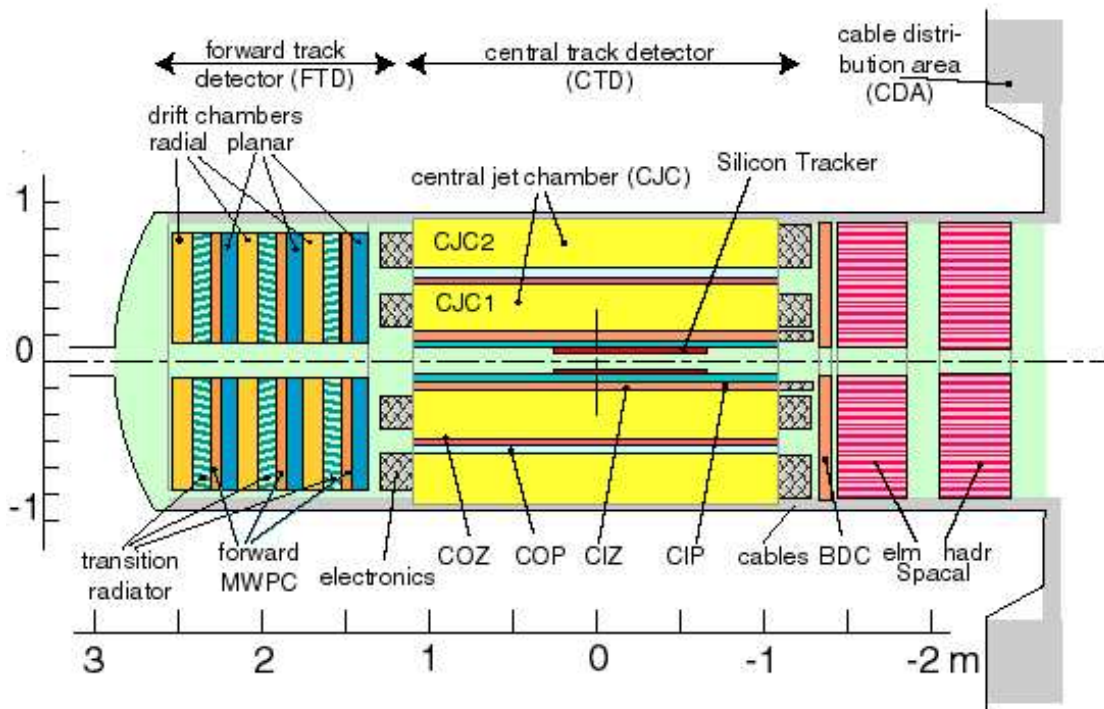 forward track
detector (FTD)
central track detector
(CTD)
cable distri-
bution area
(CDA)
drift chambers
radial planar
central jet chamber (CJC)
Silicon Tracker
1
CJC2
CJC1
0
-1
transition
radiator
forward
MWPC
electronics
COZ
COP
CIZ
CIP
cables
BDC
elm hadr
Spacal
3 2 1 0 -1 -2 m